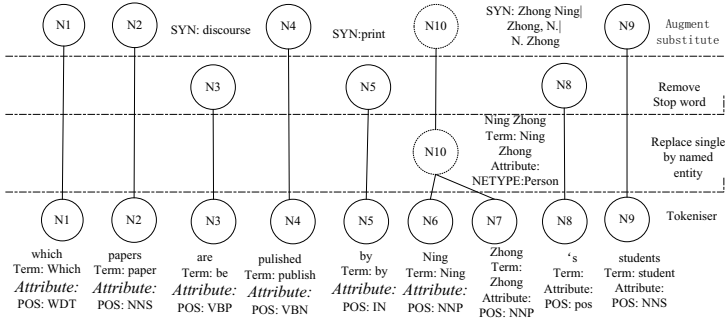 N1
N2
SYN: discourse
N4
SYN:print
N10
SYN: Zhong Ning|
Zhong, N.|
N. Zhong
N9
Augment
substitute
N3
N5
N8
Remove
Stop word
N10
Ning Zhong
Term: Ning
Zhong
Attribute:
NETYPE:Person
Replace single
by named
entity
N1
N2
N3
N4
N5
N6
N7
N8
N9
Tokeniser
which
Term: Which
Attribute:
POS: WDT
papers
Term: paper
Attribute:
POS: NNS
are
Term: be
Attribute:
POS: VBP
pulished
Term: publish
Attribute:
POS: VBN
by
Term: by
Attribute:
POS: IN
Ning
Term: Ning
Attribute:
POS: NNP
Zhong
Term:
Zhong
Attribute:
POS: NNP
‘s
Term:
Attribute:
POS: pos
students
Term: student
Attribute:
POS: NNS